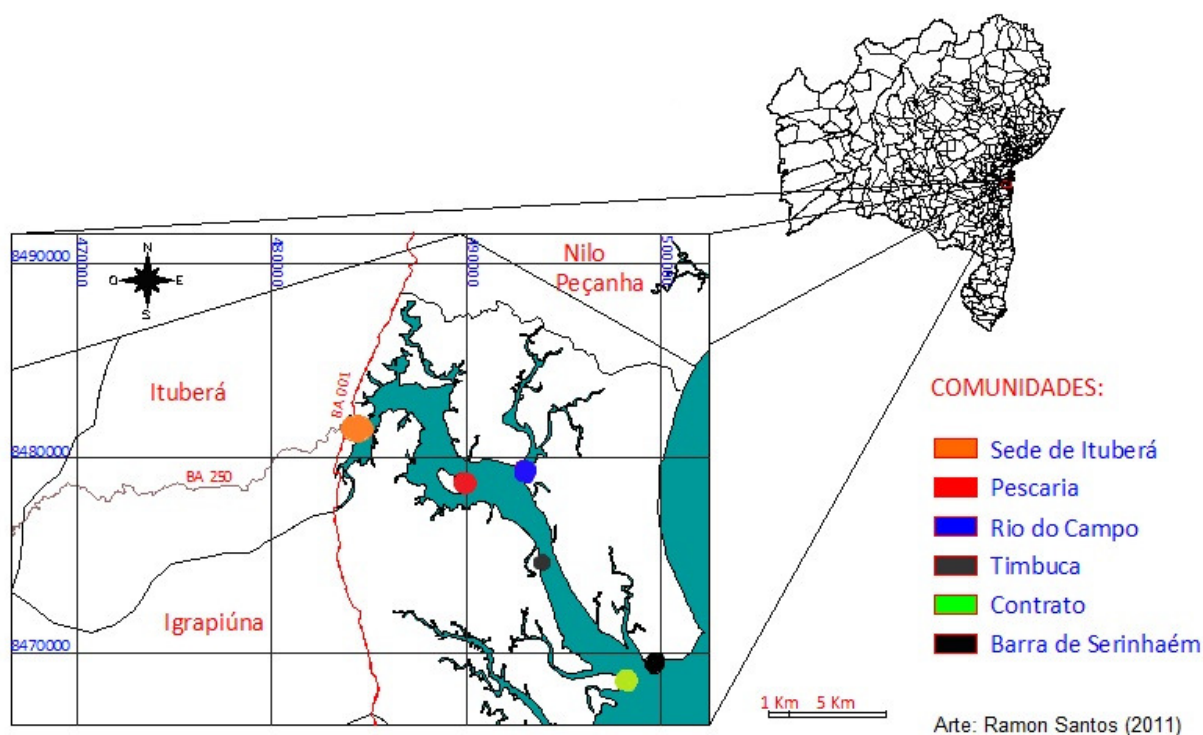 470000
480000
490000
500000
8490000
N
O
E
S
Nilo
Peçanha
Ituberá
BA 001
8480000
BA 250
Igrapiúna
8470000
COMUNIDADES:
Sede de Ituberá
Pescaria
Rio do Campo
Timbuca
Contrato
Barra de Serinhaém
1 Km 5 Km
Arte: Ramon Santos (2011)